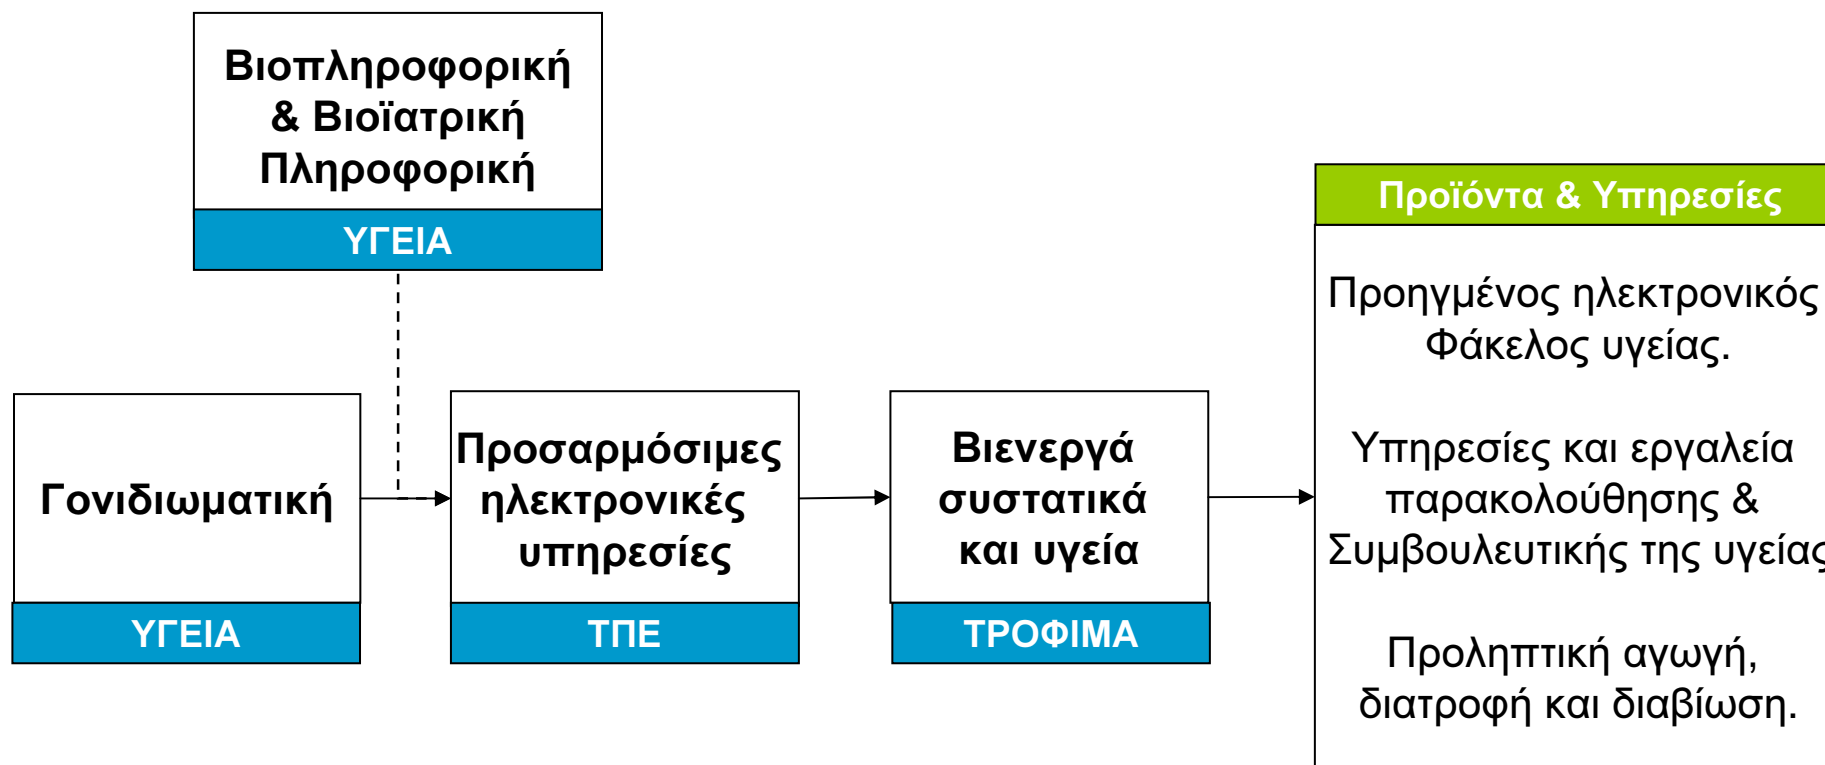 Βιοπληροφορική
& Βιοϊατρική
Πληροφορική
ΥΓΕΙΑ
Γονιδιωματική
ΥΓΕΙΑ
Προσαρμόσιμες
ηλεκτρονικές
υπηρεσίες
ΤΠΕ
Βιενεργά
συστατικά
και υγεία
ΤΡΟΦΙΜΑ
Προϊόντα & Υπηρεσίες
Προηγμένος ηλεκτρονικός
Φάκελος υγείας.
Υπηρεσίες και εργαλεία
παρακολούθησης &
Συμβουλευτικής της υγείας
Προληπτική αγωγή,
διατροφή και διαβίωση.